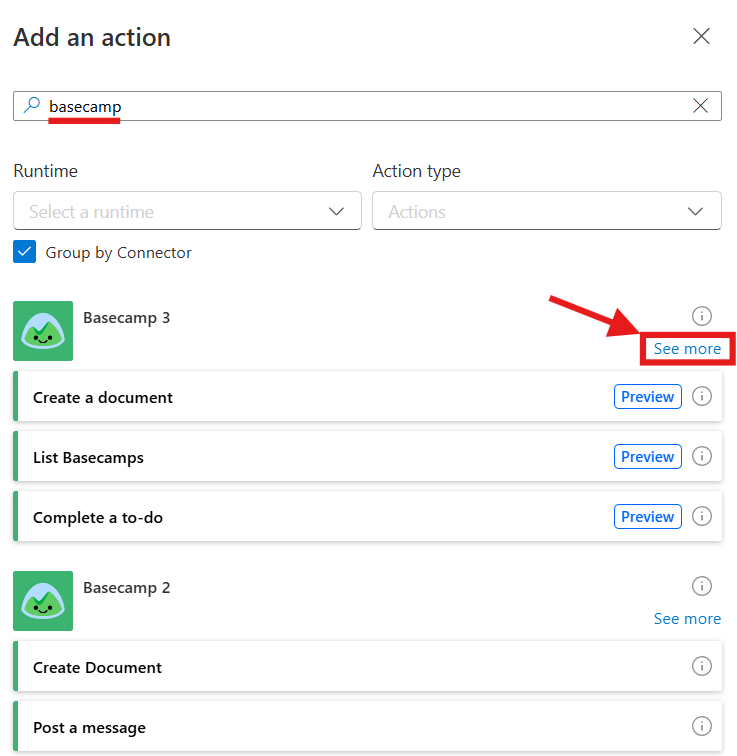 Add an action
basecamp
Runtime
Action type
Select a runtime
Actions
Group by Connector
Basecamp 3
See more
Create a document
Preview
List Basecamps
Preview
Complete a to-do
Preview
Basecamp 2
See more
Create Document
Post a message